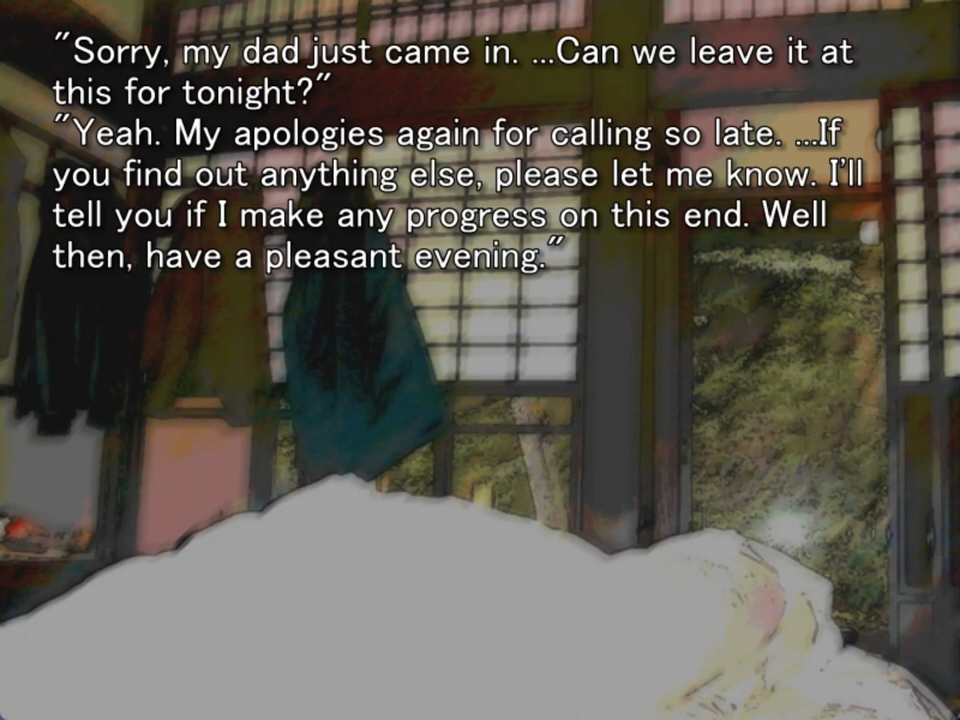 "Sorry, my dad just came in. ...Can we leave it at
this for tonight?"
"Yeah. My apologies again for calling so late. ...If
you find out anything else, please let me know. I'll
tell you if I make any progress on this end. Well
then, have a pleasant evening."